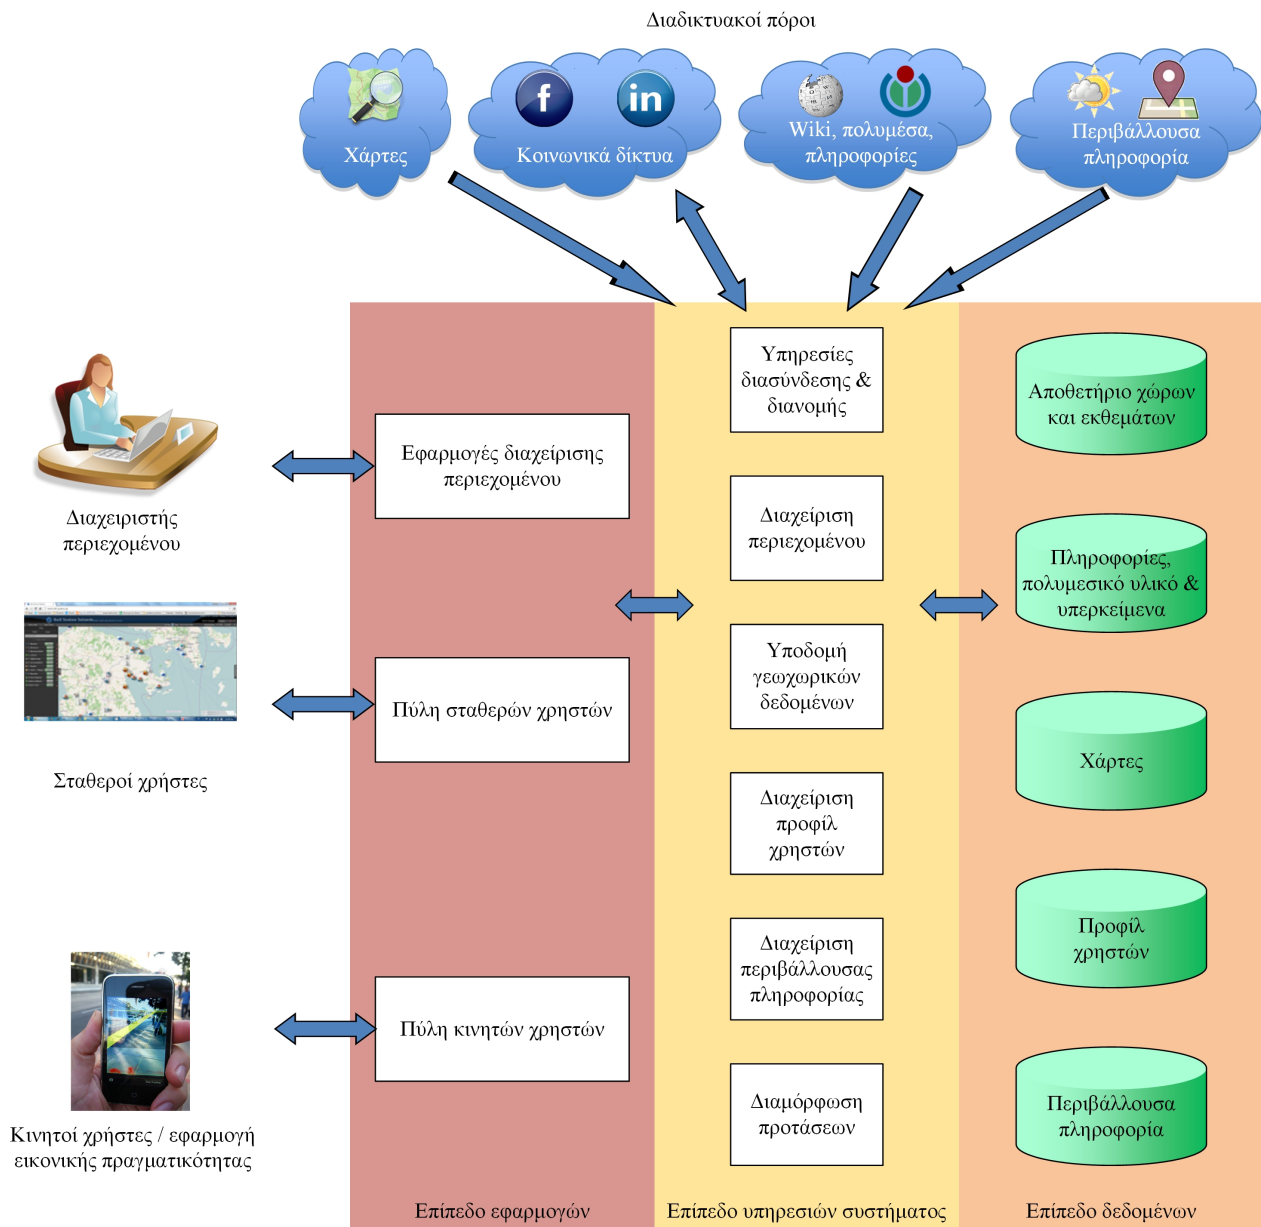 Διαδικτυακοί πόροι
Χάρτες
f
in
Κοινωνικά δίκτυα
Wiki, πολυμέσα,
πληροφορίες
Περιβάλλουσα
πληροφορία
Διαχειριστής
περιεχομένου
Σταθεροί χρήστες
Κινητοί χρήστες / εφαρμογή
εικονικής πραγματικότητας
Εφαρμογές διαχείρισης
περιεχομένου
Πύλη σταθερών χρηστών
Πύλη κινητών χρηστών
Επίπεδο εφαρμογών
Υπηρεσίες
διασύνδεσης &
διανομής
Διαχείριση
περιεχομένου
Υποδομή
γεωχωρικών
δεδομένων
Διαχείριση
προφίλ
χρηστών
Διαχείριση
περιβάλλουσας
πληροφορίας
Διαμόρφωση
προτάσεων
Επίπεδο υπηρεσιών συστήματος
Αποθετήριο χώρων
και εκθεμάτων
Πληροφορίες,
πολυμεσικό υλικό &
υπερκείμενα
Χάρτες
Προφίλ
χρηστών
Περιβάλλουσα
πληροφορία
Επίπεδο δεδομένων